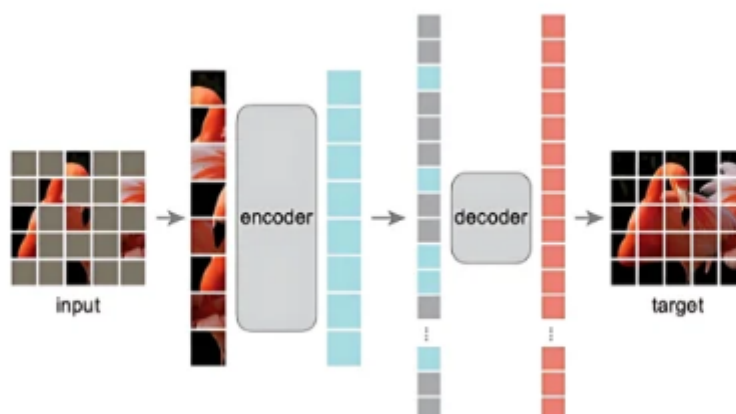 input
encoder
decoder
target